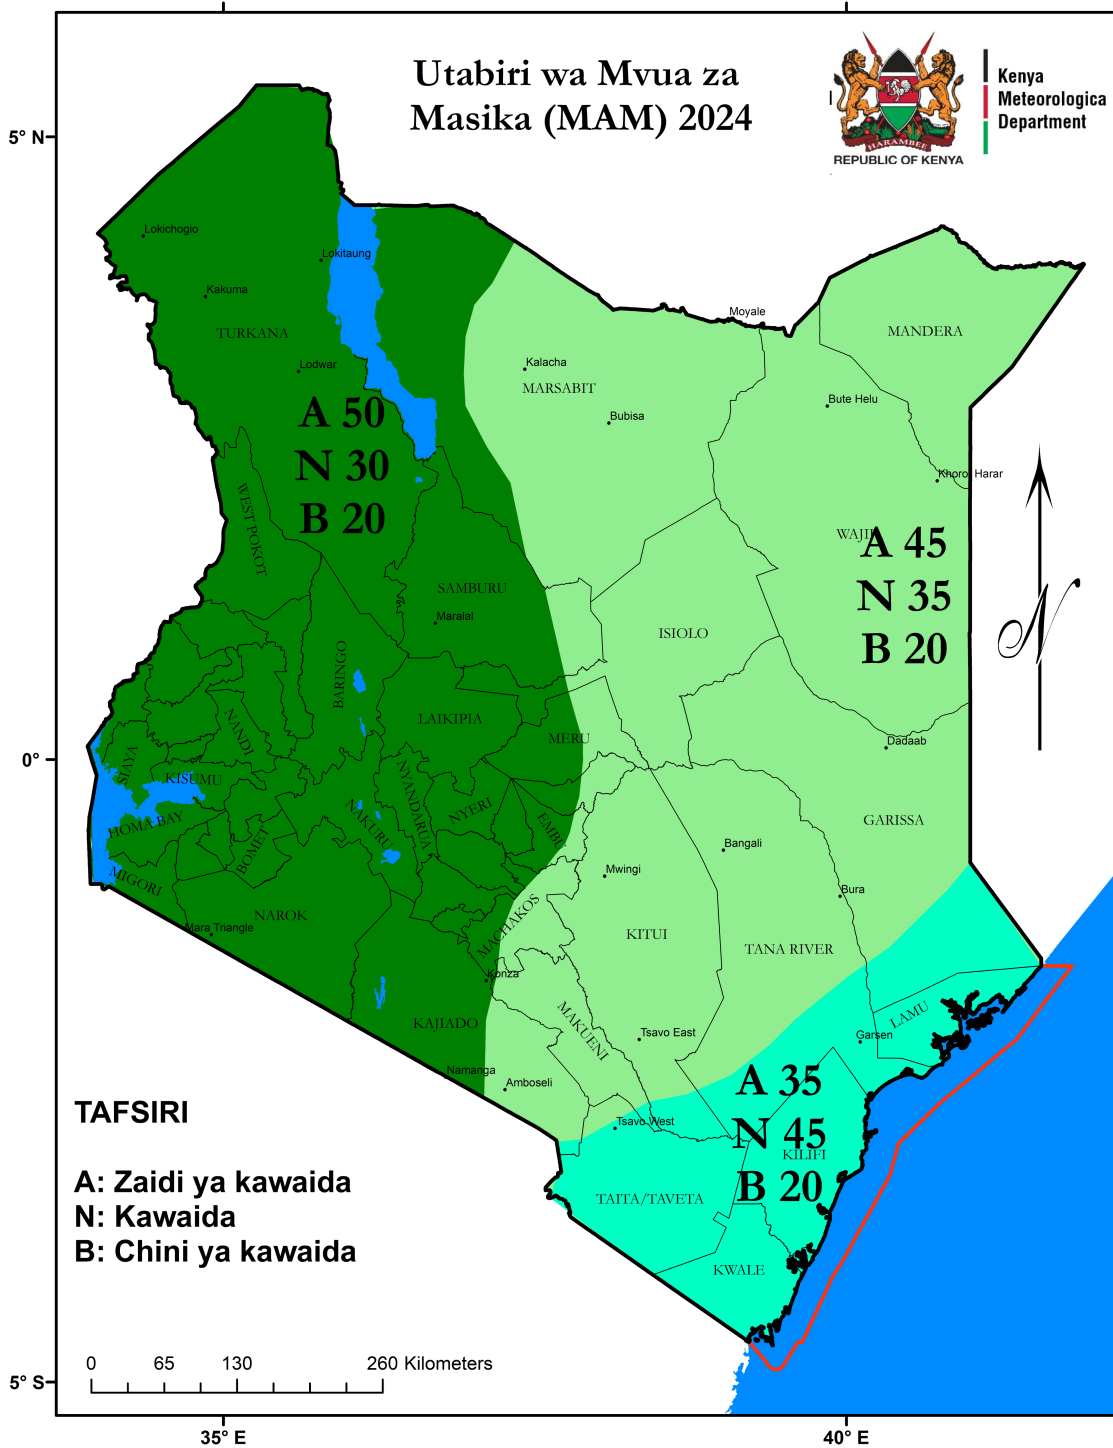 Utabiri wa Mvua za
Masika (MAM) 2024
HARAMBEE
REPUBLIC OF KENYA
Kenya
Meteorologica
Department
5° N
0°
5° S
35° E
40° E
Lokichogio
Lokitaung
Kakuma
TURKANA
Lodwar
A 50
N 30
B 20
WEST POKOT
SAMBURU
Maralal
BARINGO
LAIKIPIA
NANDI
SIAYA
KISUMU
HOMA BAY
MIGORI
BOMET
NAKURU
NYANDARUA
NYERI
MERU
EMBU
NAROK
Mara Triangle
MACHAKOS
Konza
KAJIADO
Namanga
Moyale
MANDERA
Kalacha
MARSABIT
Bubisa
Bute Helu
Khorof Harar
WAJIR
A 45
N 35
B 20
ISIOLO
Dadaab
GARISSA
Bangali
Mwingi
Bura
KITUI
TANA RIVER
MAKUENI
Tsavo East
Amboseli
LAMU
Garsen
A 35
N 45
B 20
Tsavo West
KILIFI
TAITA/TAVETA
KWALE
N
TAFSIRI
A: Zaidi ya kawaida
N: Kawaida
B: Chini ya kawaida
0 65 130 260 Kilometers